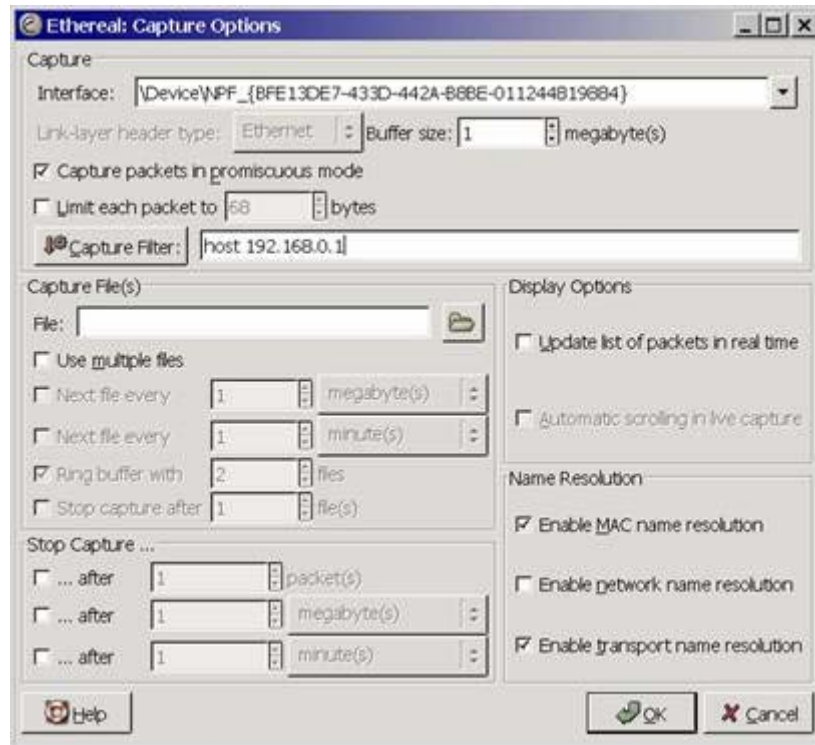 Ethereal: Capture Options
Capture
Interface: \Device\NPF_{BFE13DE7-433D-442A-B8BE-011244819884}
Link-layer header type: Ethernet Buffer size: 1 megabyte(s)
Capture packets in promiscuous mode
Limit each packet to 68 bytes
Capture Filter: host 192.168.0.1
Capture File(s)
File:
Use multiple files
Next file every 1 megabyte(s)
Next file every 1 minute(s)
Ring buffer with 2 files
Stop capture after 1 file(s)
Stop Capture ...
... after 1 packet(s)
... after 1 megabyte(s)
... after 1 minute(s)
Display Options
Update list of packets in real time
Automatic scrolling in live capture
Name Resolution
Enable MAC name resolution
Enable network name resolution
Enable transport name resolution
Help
OK
Cancel